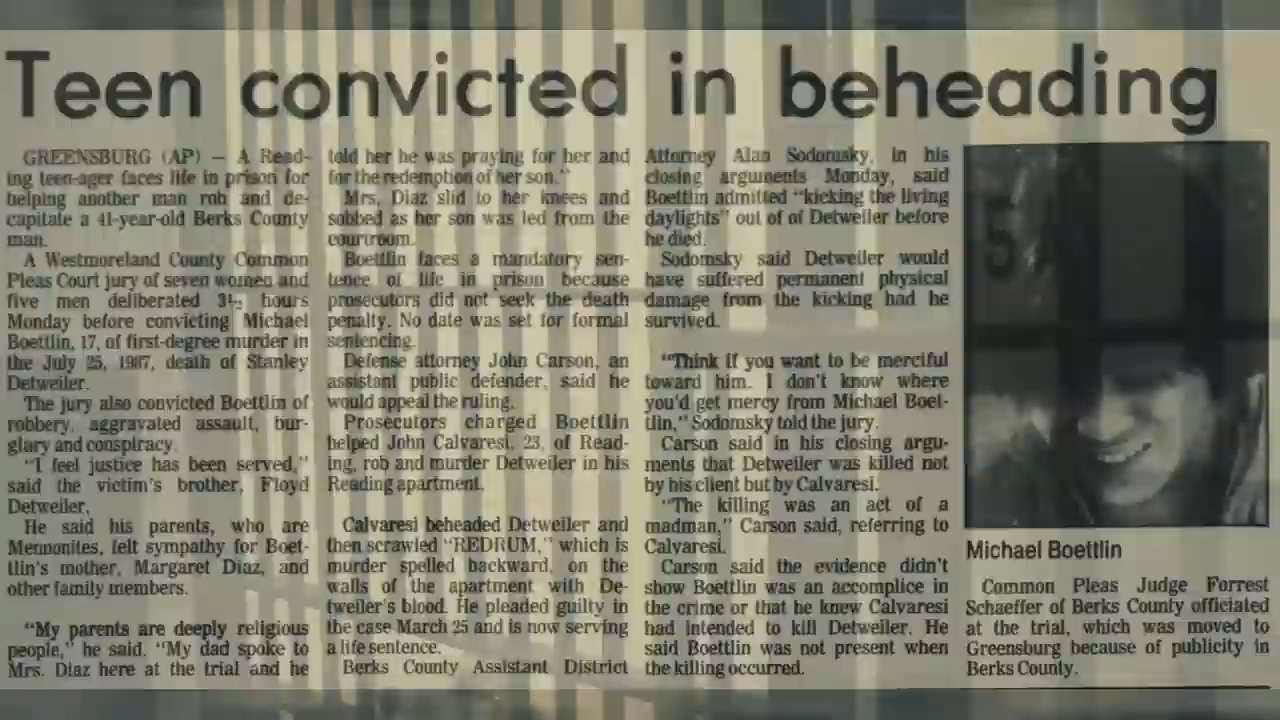 Teen convicted in beheading
GREENSBURG (AP) — A Read-
ing teen-ager faces life in prison for
helping another man rob and de-
capitate a 41-year-old Berks County
man.
A Westmoreland County Common
Pleas Court jury of seven women and
five men deliberated 3½ hours
Monday before convicting Michael
Boettlin, 17, of first-degree murder in
the July 25, 1987, death of Stanley
Detweiler.
The jury also convicted Boettlin of
robbery, aggravated assault, bur-
glary and conspiracy.
"I feel justice has been served,"
said the victim's brother, Floyd
Detweiler.
He said his parents, who are
Mennonites, felt sympathy for Boet-
tlin's mother, Margaret Diaz, and
other family members.
"My parents are deeply religious
people," he said. "My dad spoke to
Mrs. Diaz here at the trial and he
told her he was praying for her and
for the redemption of her son."
Mrs. Diaz slid to her knees and
sobbed as her son was led from the
courtroom.
Boettlin faces a mandatory sen-
tence of life in prison because
prosecutors did not seek the death
penalty. No date was set for formal
sentencing.
Defense attorney John Carson, an
assistant public defender, said he
would appeal the ruling.
Prosecutors charged Boettlin
helped John Calvaresi, 23, of Read-
ing, rob and murder Detweiler in his
Reading apartment.
Calvaresi beheaded Detweiler and
then scrawled "REDRUM," which is
murder spelled backward, on the
walls of the apartment with De-
tweiler's blood. He pleaded guilty in
the case March 25 and is now serving
a life sentence.
Berks County Assistant District
Attorney Alan Sodomsky, in his
closing arguments Monday, said
Boettlin admitted "kicking the living
daylights" out of of Detweiler before
he died.
Sodomsky said Detweiler would
have suffered permanent physical
damage from the kicking had he
survived.
"Think if you want to be merciful
toward him. I don't know where
you'd get mercy from Michael Boet-
tlin," Sodomsky told the jury.
Carson said in his closing argu-
ments that Detweiler was killed not
by his client but by Calvaresi.
"The killing was an act of a
madman," Carson said, referring to
Calvaresi.
Carson said the evidence didn't
show Boettlin was an accomplice in
the crime or that he knew Calvaresi
had intended to kill Detweiler. He
said Boettlin was not present when
the killing occurred.
5
Michael Boettlin
Common Pleas Judge Forrest
Schaeffer of Berks County officiated
at the trial, which was moved to
Greensburg because of publicity in
Berks County.